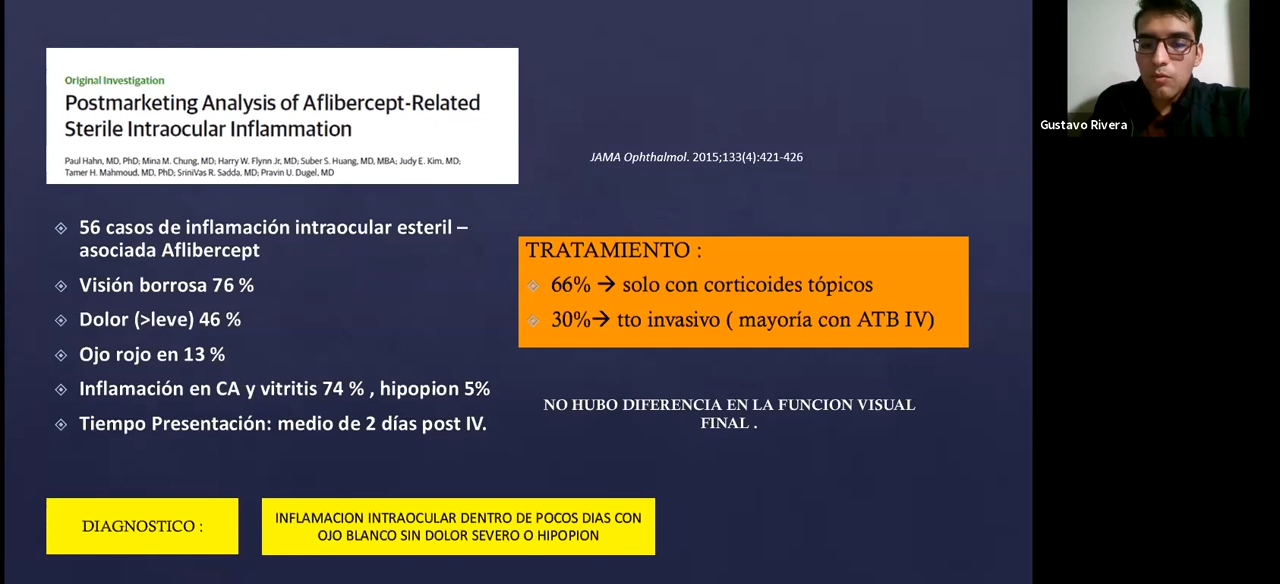 Original Investigation
Postmarketing Analysis of Aflibercept-Related
Sterile Intraocular Inflammation
Paul Hahn, MD, PhD; Mina M. Chung, MD; Harry W. Flynn Jr, MD; Suber S. Huang, MD, MBA; Judy E. Kim, MD;
Tamer H. Mahmoud, MD, PhD; SriniVas R. Sadda, MD; Pravin U. Dugel, MD
JAMA Ophthalmol. 2015;133(4):421-426
56 casos de inflamación intraocular esteril –
asociada Aflibercept
Visión borrosa 76 %
Dolor (>leve) 46 %
Ojo rojo en 13 %
Inflamación en CA y vitritis 74 % , hipopion 5%
Tiempo Presentación: medio de 2 días post IV.
TRATAMIENTO :
66% → solo con corticoides tópicos
30%→ tto invasivo ( mayoría con ATB IV)
NO HUBO DIFERENCIA EN LA FUNCION VISUAL
FINAL .
DIAGNOSTICO :
INFLAMACION INTRAOCULAR DENTRO DE POCOS DIAS CON
OJO BLANCO SIN DOLOR SEVERO O HIPOPION
Gustavo Rivera